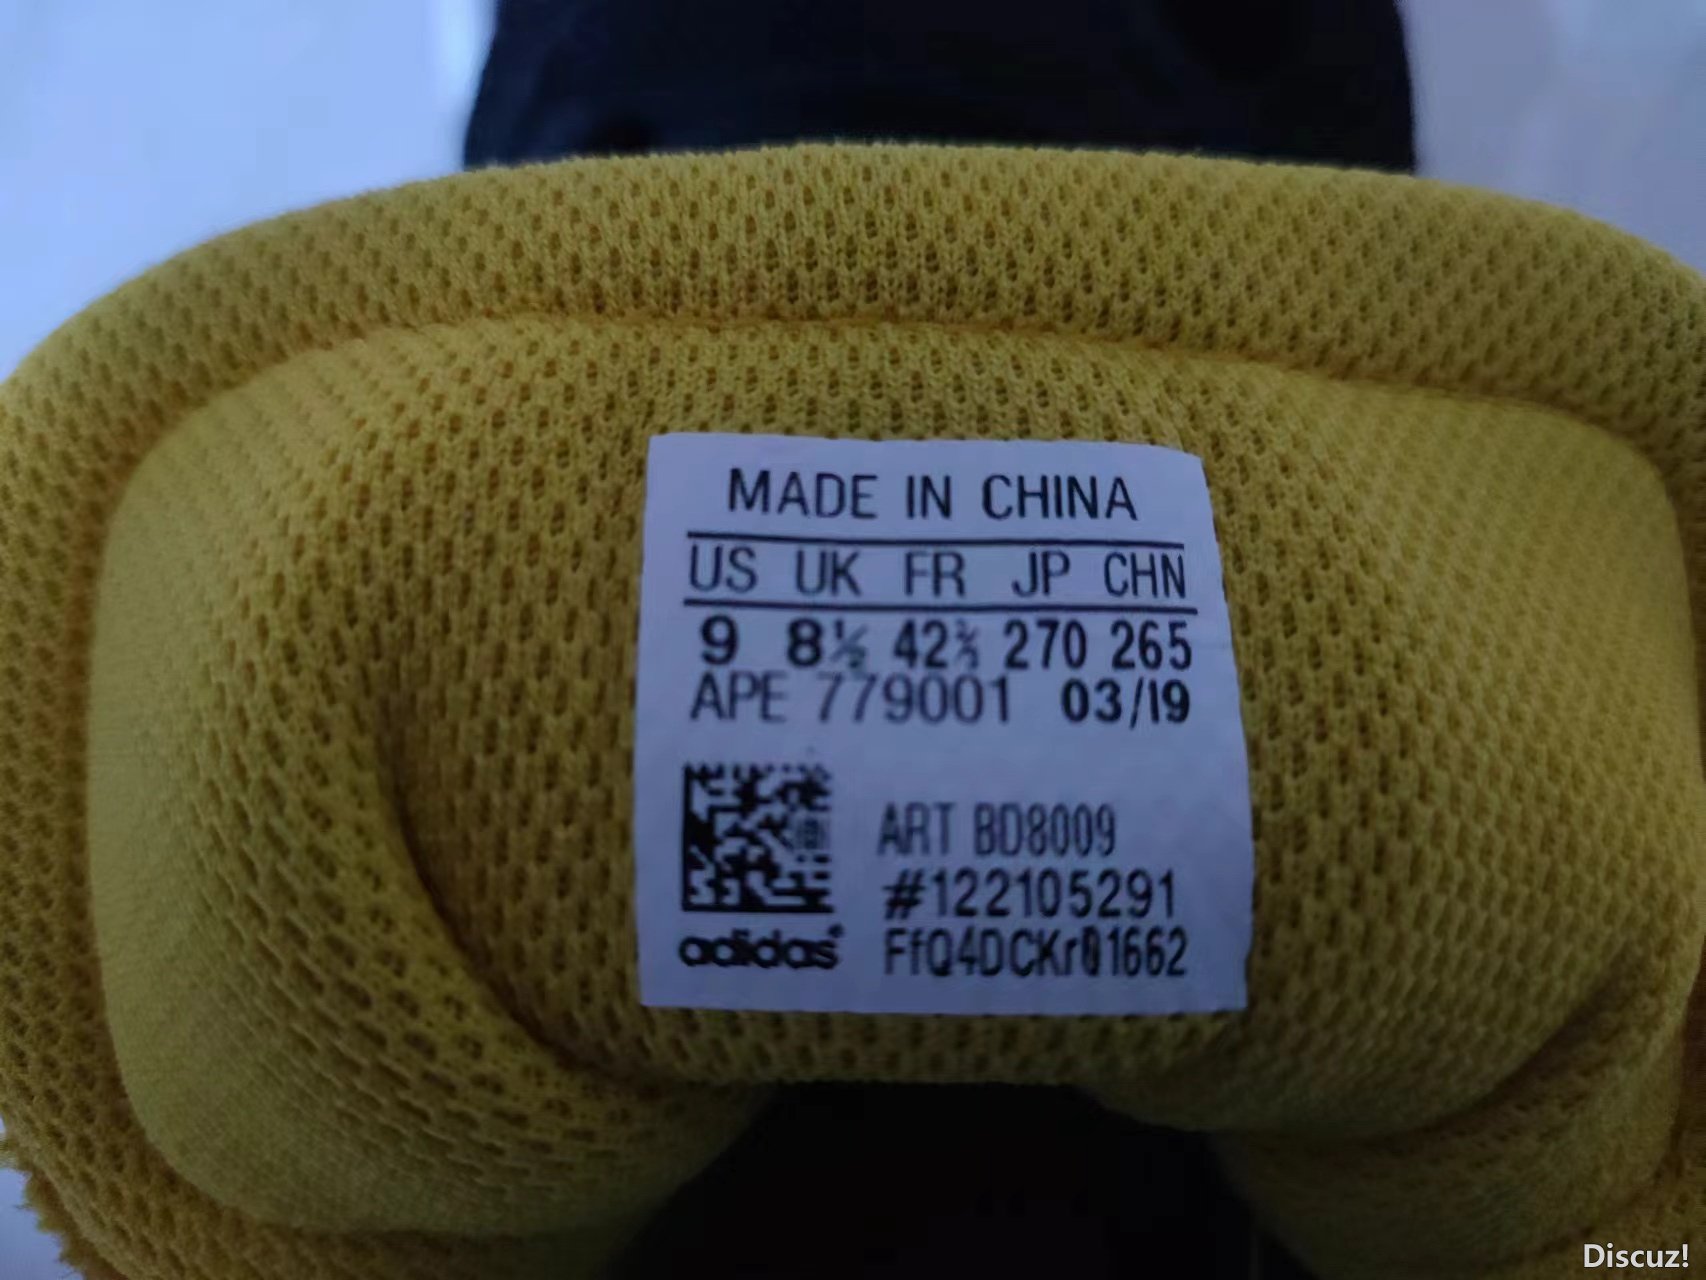 MADE IN CHINA
US UK FR JP CHN
9 8½ 42⅔ 270 265
APE 779001 03/19
ART BD8009
#122105291
FfQ4DCKr01662
adidas
Discuz!